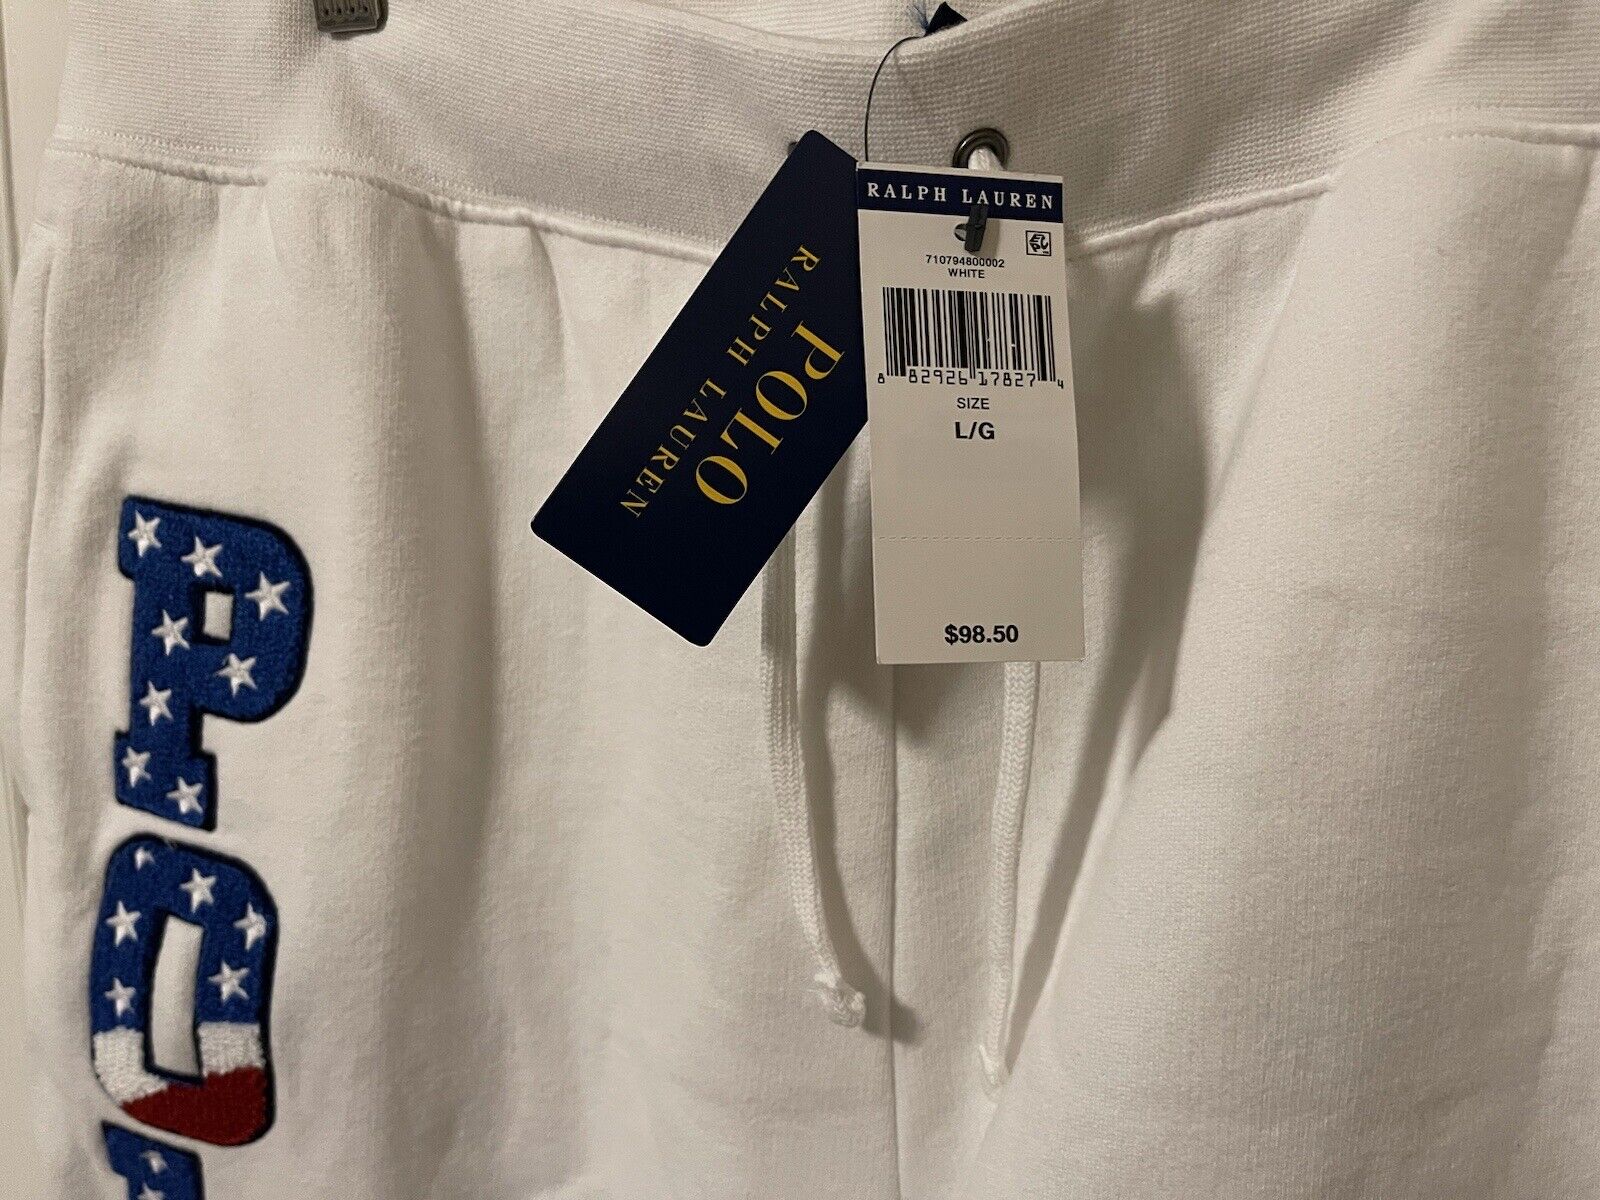 PO
POLO
RALPH LAUREN
RALPH LAUREN
710794800002
WHITE
8 82926 17827 4
SIZE
L/G
$98.50